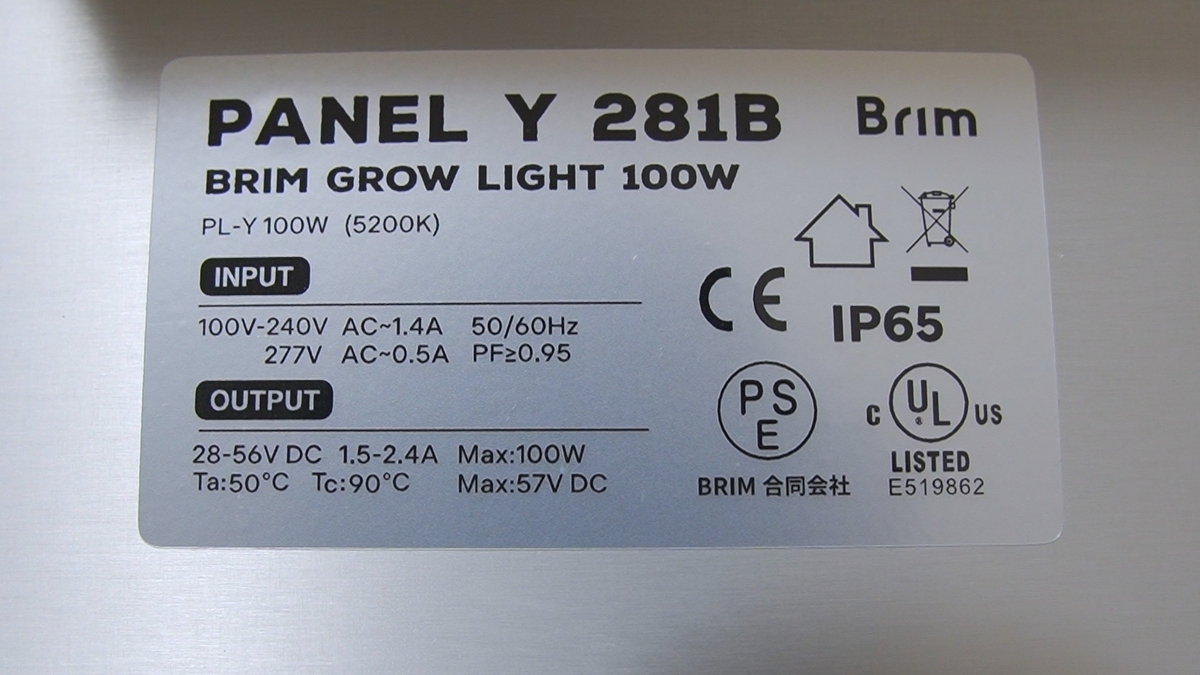 PANEL Y 281B
Brim
BRIM GROW LIGHT 100W
PL-Y 100W (5200K)
INPUT
100V-240V AC~1.4A 50/60Hz
277V AC~0.5A PF≥0.95
OUTPUT
28-56V DC 1.5-2.4A Max:100W
Ta:50°C Tc:90°C Max:57V DC
CE
IP65
PSE
BRIM 合同会社
C UL US
LISTED
E519862